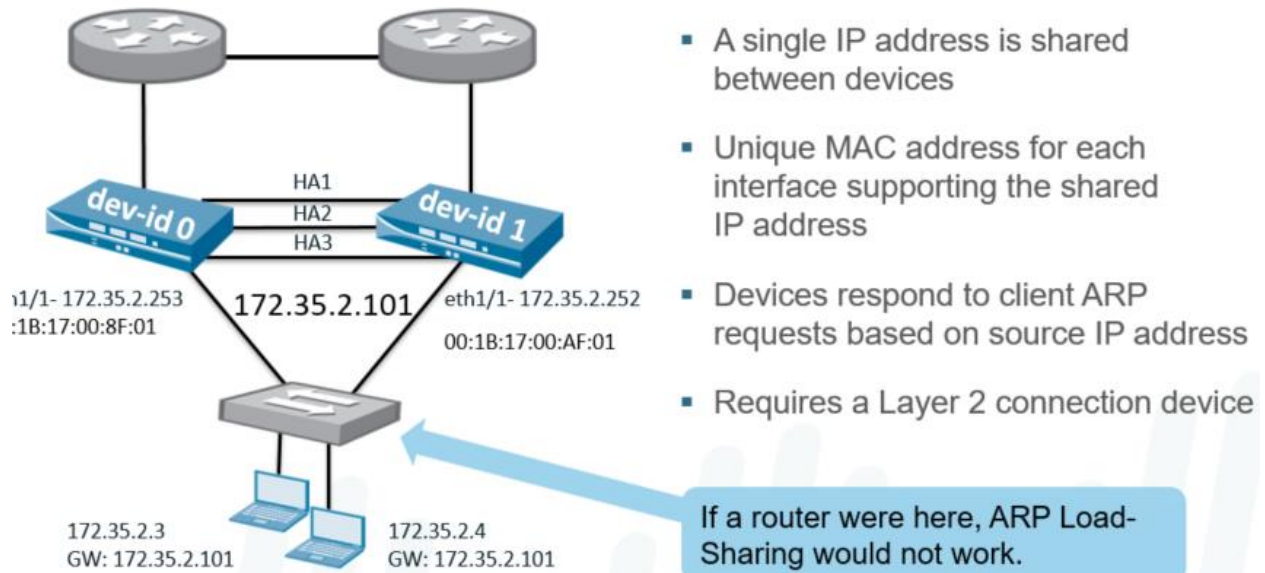 HA1
HA2
HA3
dev-id 0
dev-id 1
172.35.2.101
h1/1- 172.35.2.253
:1B:17:00:8F:01
eth1/1- 172.35.2.252
00:1B:17:00:AF:01
172.35.2.3
GW: 172.35.2.101
172.35.2.4
GW: 172.35.2.101
▪ A single IP address is shared
between devices
▪ Unique MAC address for each
interface supporting the shared
IP address
▪ Devices respond to client ARP
requests based on source IP address
▪ Requires a Layer 2 connection device
If a router were here, ARP Load-
Sharing would not work.